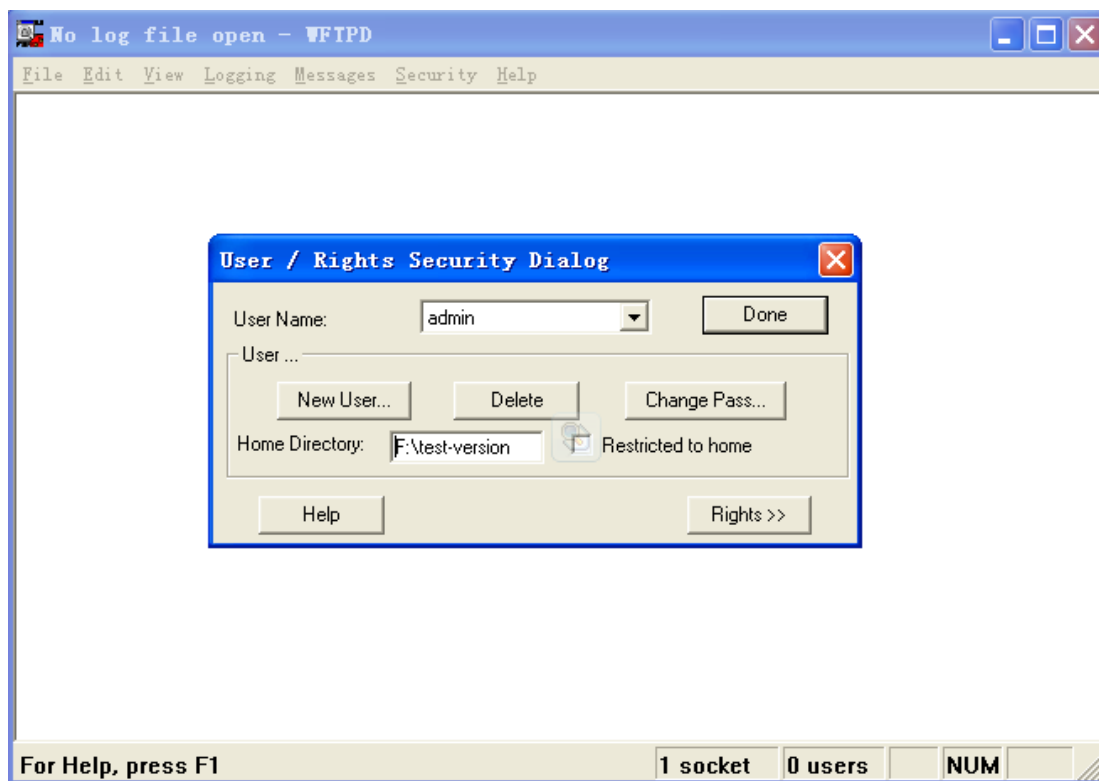 No log file open - WFTPD
File Edit View Logging Messages Security Help
User / Rights Security Dialog
User Name: admin Done
User ...
New User... Delete Change Pass...
Home Directory: F:\test-version Restricted to home
Help Rights >>
For Help, press F1 1 socket 0 users NUM